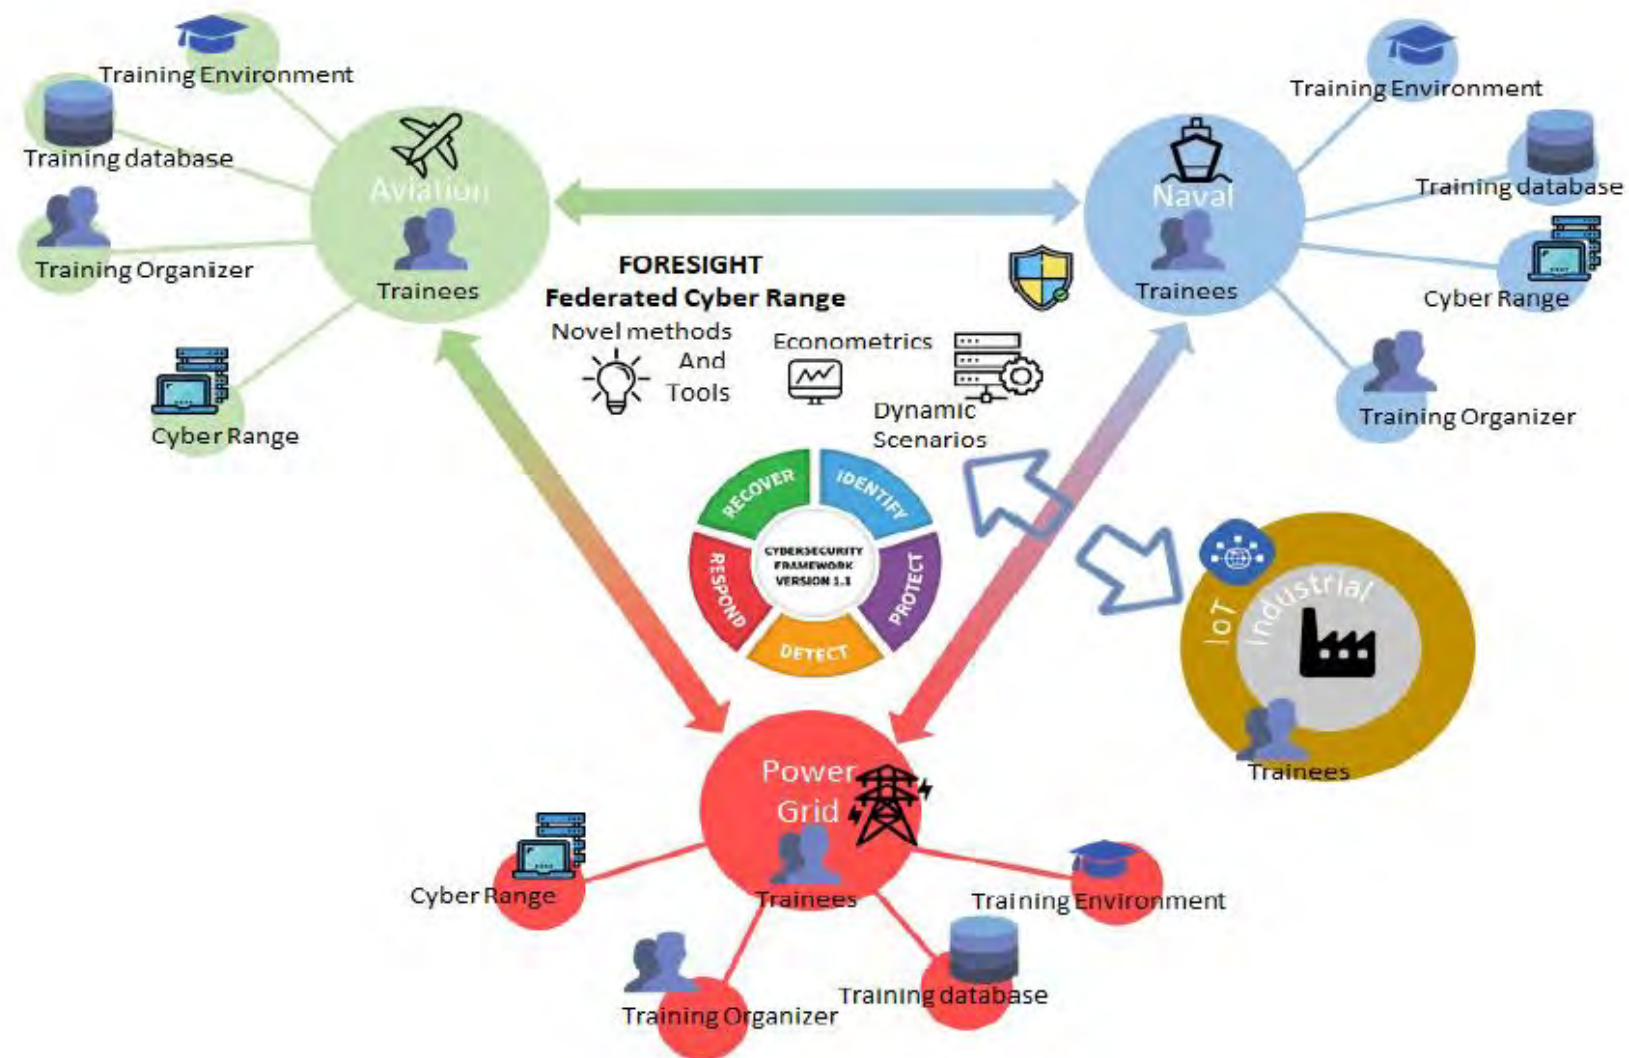 Training Environment
Training database
Training Organizer
Cyber Range
Aviation
Trainees
Naval
Trainees
Training Environment
Training database
Cyber Range
Training Organizer
FORESIGHT
Federated Cyber Range
Novel methods
And
Tools
Econometrics
Dynamic
Scenarios
RECOVER
IDENTIFY
PROTECT
DETECT
RESPOND
CYBERSECURITY
FRAMEWORK
VERSION 1.1
IoT
Industrial
Trainees
Power
Grid
Trainees
Cyber Range
Training Organizer
Training database
Training Environment